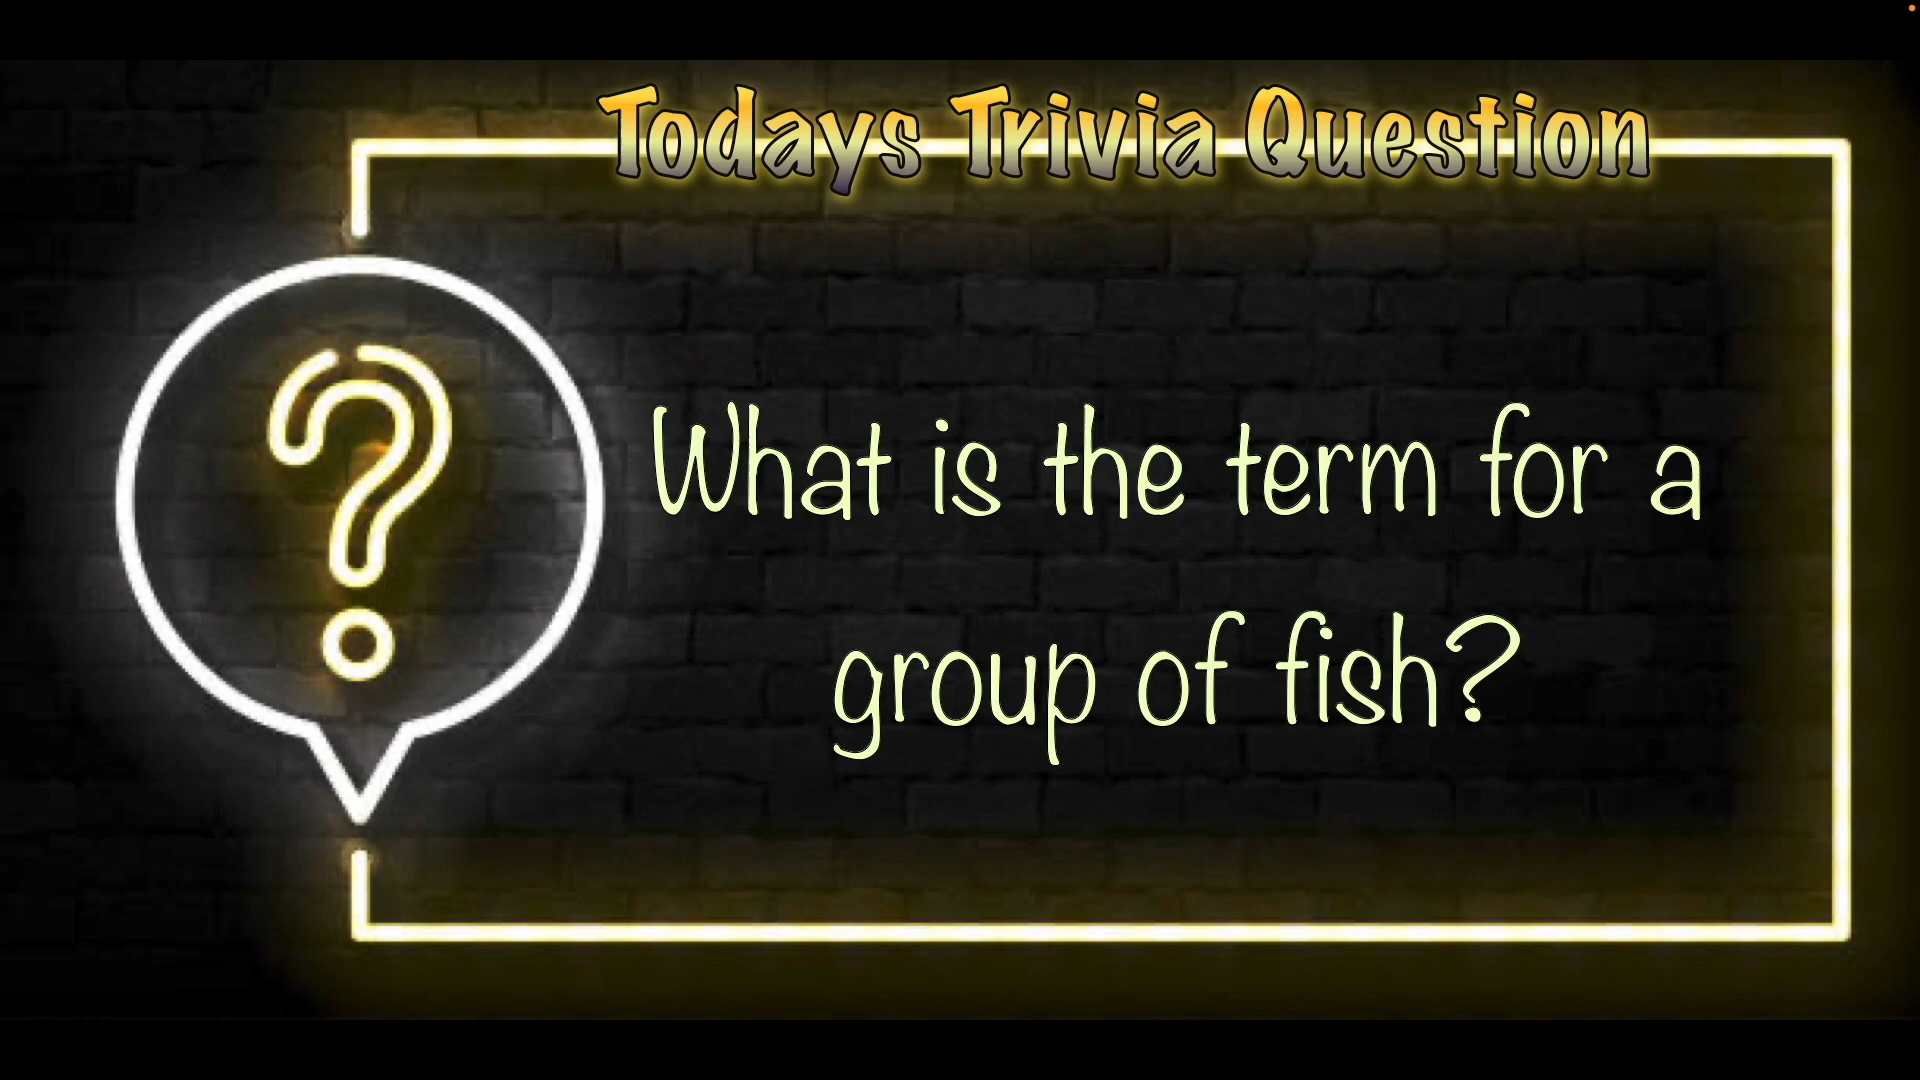 Todays Trivia Question
What is the term for a
group of fish?